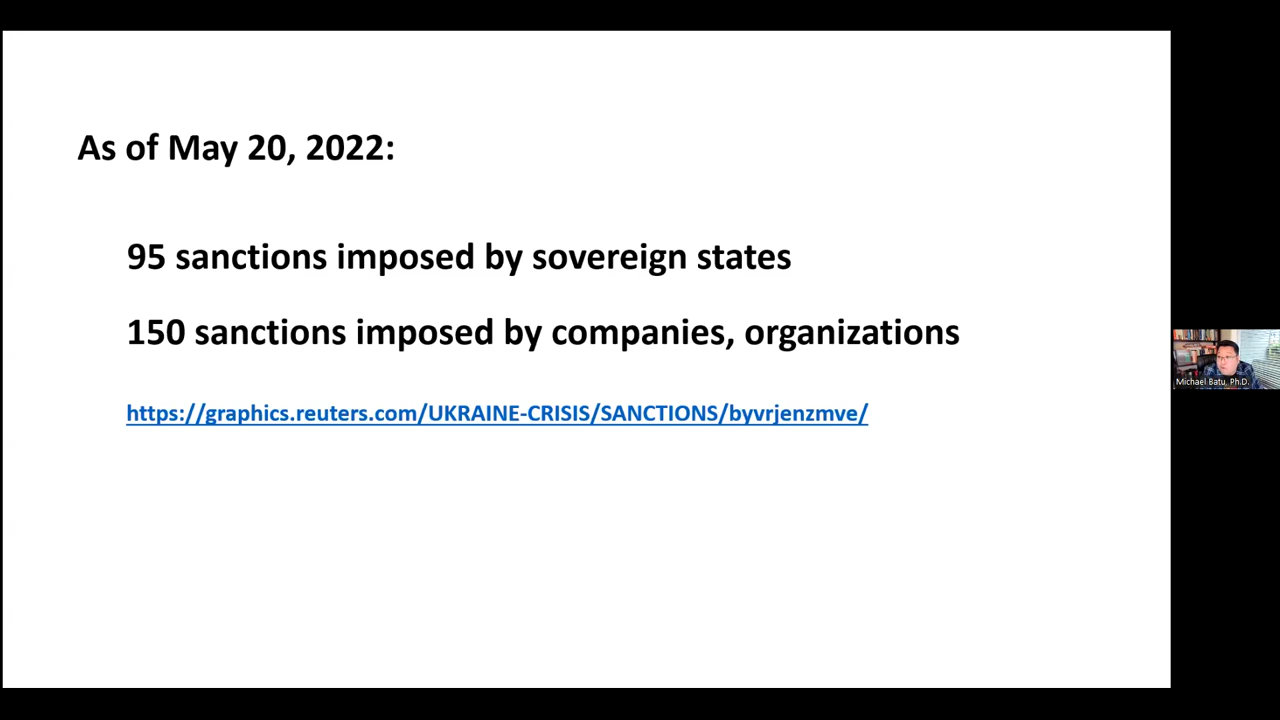 As of May 20, 2022:
95 sanctions imposed by sovereign states
150 sanctions imposed by companies, organizations
https://graphics.reuters.com/UKRAINE-CRISIS/SANCTIONS/byvrjenzmve/
Michael Batu, Ph.D.